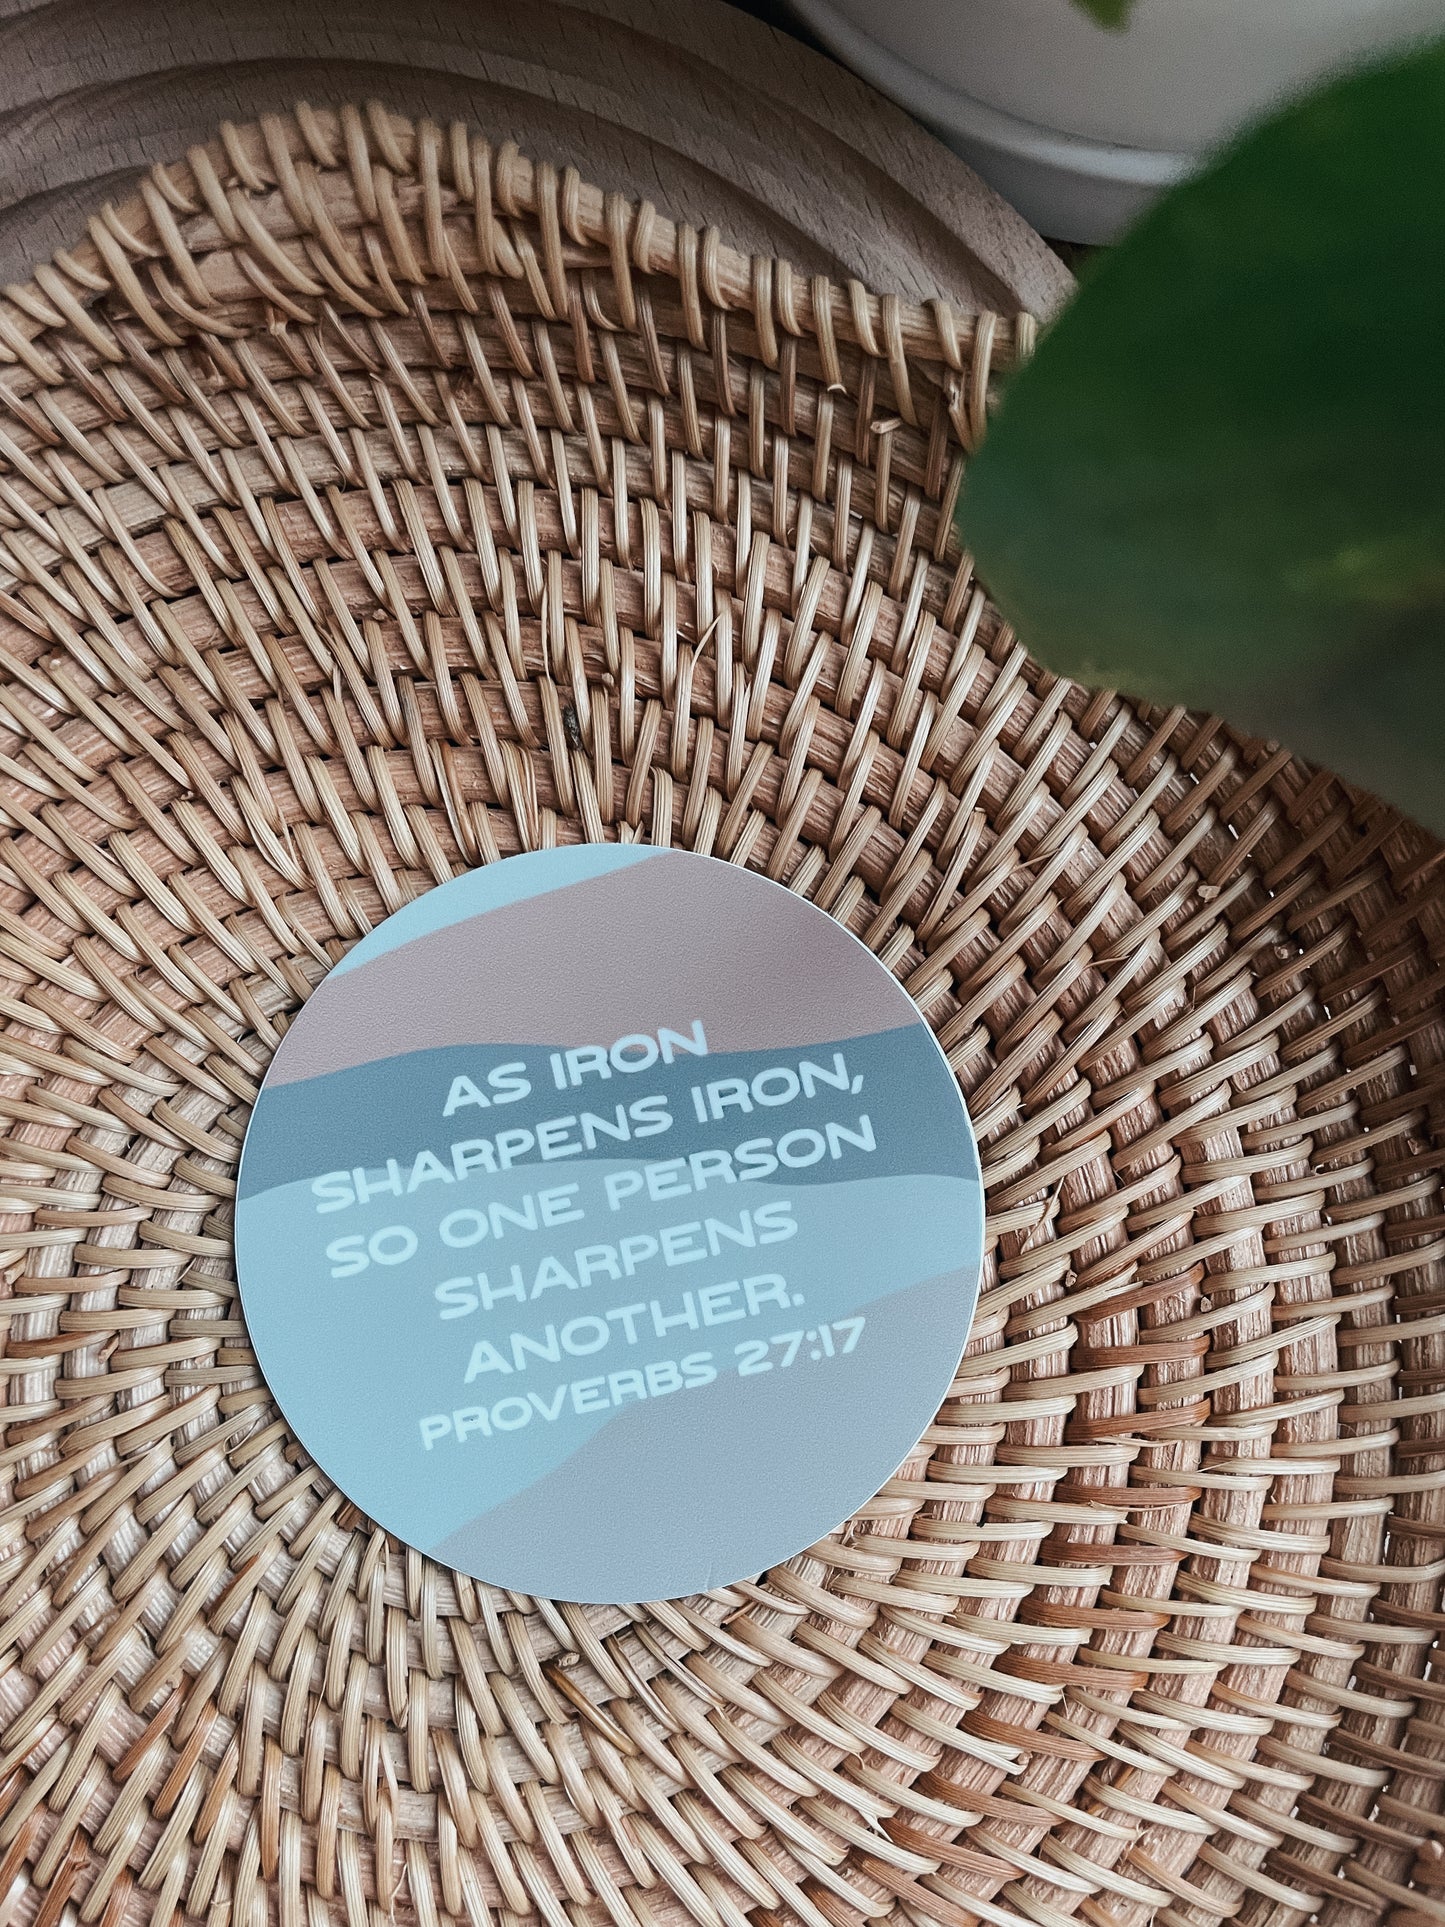 AS IRON
SHARPENS IRON,
SO ONE PERSON
SHARPENS
ANOTHER.
PROVERBS 27:17